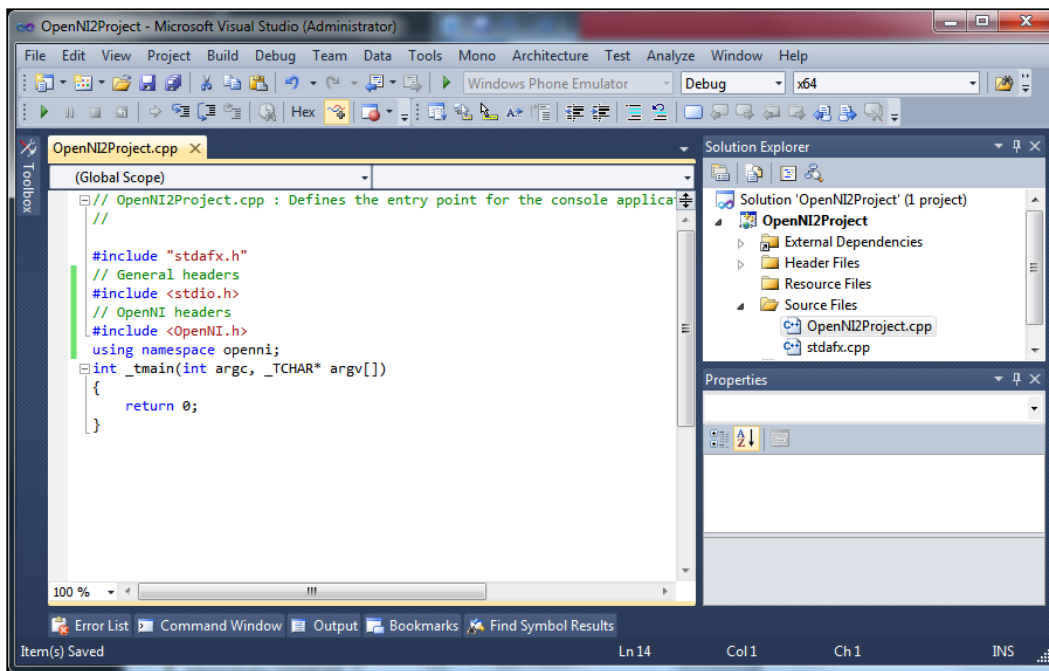 OpenNI2Project - Microsoft Visual Studio (Administrator)
File Edit View Project Build Debug Team Data Tools Mono Architecture Test Analyze Window Help
Windows Phone Emulator Debug x64
Hex
Toolbox
OpenNI2Project.cpp
(Global Scope)
// OpenNI2Project.cpp : Defines the entry point for the console applica
//
#include "stdafx.h"
// General headers
#include <stdio.h>
// OpenNI headers
#include <OpenNI.h>
using namespace openni;
int _tmain(int argc, _TCHAR* argv[])
{
return 0;
}
100 %
Solution Explorer
Solution 'OpenNI2Project' (1 project)
OpenNI2Project
External Dependencies
Header Files
Resource Files
Source Files
OpenNI2Project.cpp
stdafx.cpp
Properties
Error List Command Window Output Bookmarks Find Symbol Results
Item(s) Saved Ln 14 Col 1 Ch 1 INS